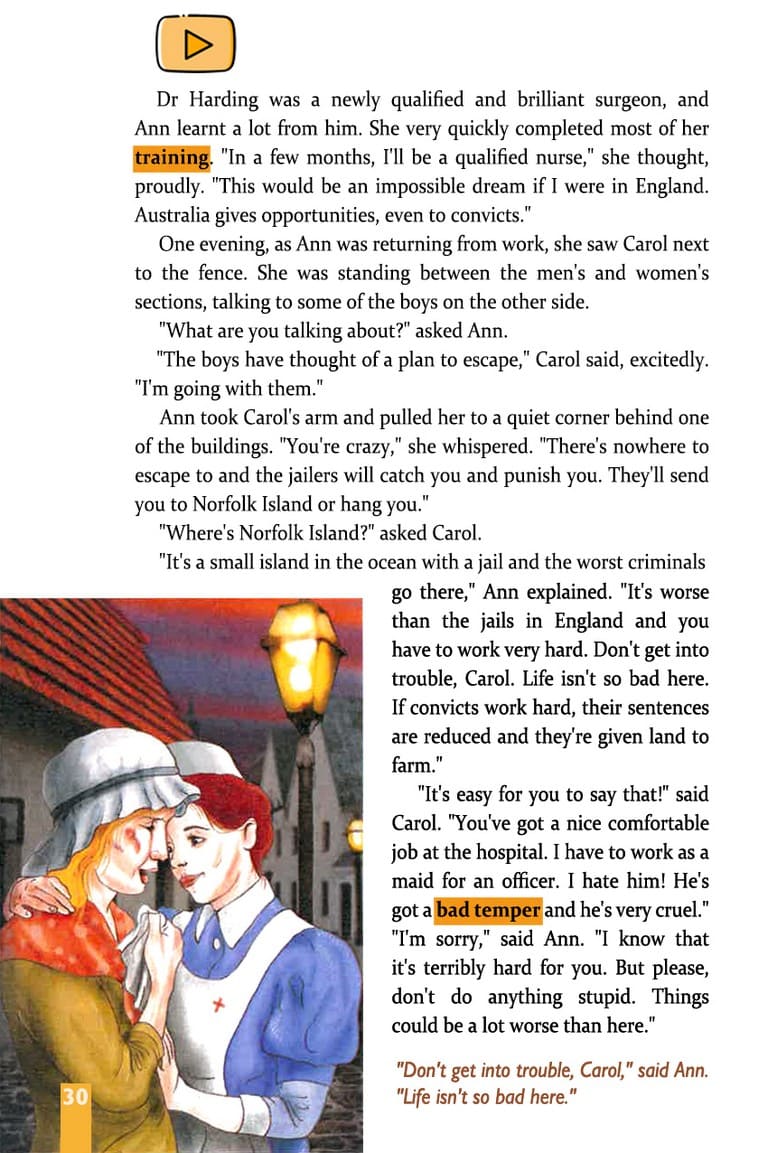 Dr Harding was a newly qualified and brilliant surgeon, and
Ann learnt a lot from him. She very quickly completed most of her
training. "In a few months, I'll be a qualified nurse," she thought,
proudly. "This would be an impossible dream if I were in England.
Australia gives opportunities, even to convicts."
One evening, as Ann was returning from work, she saw Carol next
to the fence. She was standing between the men's and women's
sections, talking to some of the boys on the other side.
"What are you talking about?" asked Ann.
"The boys have thought of a plan to escape," Carol said, excitedly.
"I'm going with them."
Ann took Carol's arm and pulled her to a quiet corner behind one
of the buildings. "You're crazy," she whispered. "There's nowhere to
escape to and the jailers will catch you and punish you. They'll send
you to Norfolk Island or hang you."
"Where's Norfolk Island?" asked Carol.
"It's a small island in the ocean with a jail and the worst criminals
go there," Ann explained. "It's worse
than the jails in England and you
have to work very hard. Don't get into
trouble, Carol. Life isn't so bad here.
If convicts work hard, their sentences
are reduced and they're given land to
farm."
"It's easy for you to say that!" said
Carol. "You've got a nice comfortable
job at the hospital. I have to work as a
maid for an officer. I hate him! He's
got a bad temper and he's very cruel."
"I'm sorry," said Ann. "I know that
it's terribly hard for you. But please,
don't do anything stupid. Things
could be a lot worse than here."
"Don't get into trouble, Carol," said Ann.
"Life isn't so bad here."
30